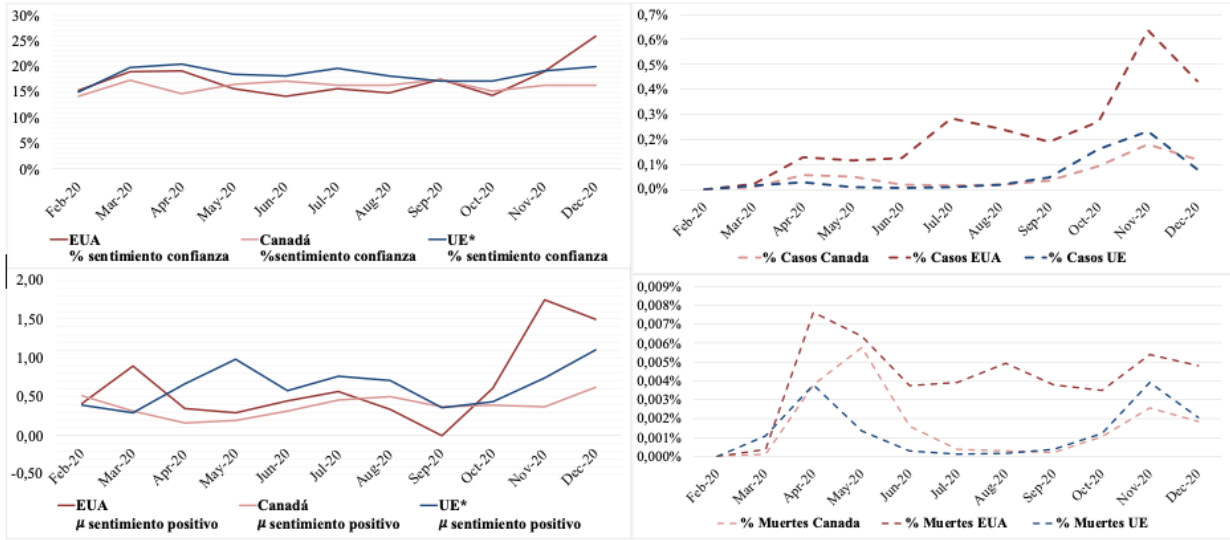 30%
25%
20%
15%
10%
5%
0%
Feb-20
Mar-20
Apr-20
May-20
Jun-20
Jul-20
Aug-20
Sep-20
Oct-20
Nov-20
Dec-20
EUA
% sentimiento confianza
Canadá
%sentimiento confianza
UE*
% sentimiento confianza
0,7%
0,6%
0,5%
0,4%
0,3%
0,2%
0,1%
0,0%
Feb-20
Mar-20
Apr-20
May-20
Jun-20
Jul-20
Aug-20
Sep-20
Oct-20
Nov-20
Dec-20
% Casos Canada
% Casos EUA
% Casos UE
2,00
1,50
1,00
0,50
0,00
-0,50
Feb-20
Mar-20
Apr-20
May-20
Jun-20
Jul-20
Aug-20
Sep-20
Oct-20
Nov-20
Dec-20
EUA
μ sentimiento positivo
Canadá
μ sentimiento positivo
UE*
μ sentimiento positivo
0,009%
0,008%
0,007%
0,006%
0,005%
0,004%
0,003%
0,002%
0,001%
0,000%
Feb-20
Mar-20
Apr-20
May-20
Jun-20
Jul-20
Aug-20
Sep-20
Oct-20
Nov-20
Dec-20
% Muertes Canada
% Muertes EUA
% Muertes UE